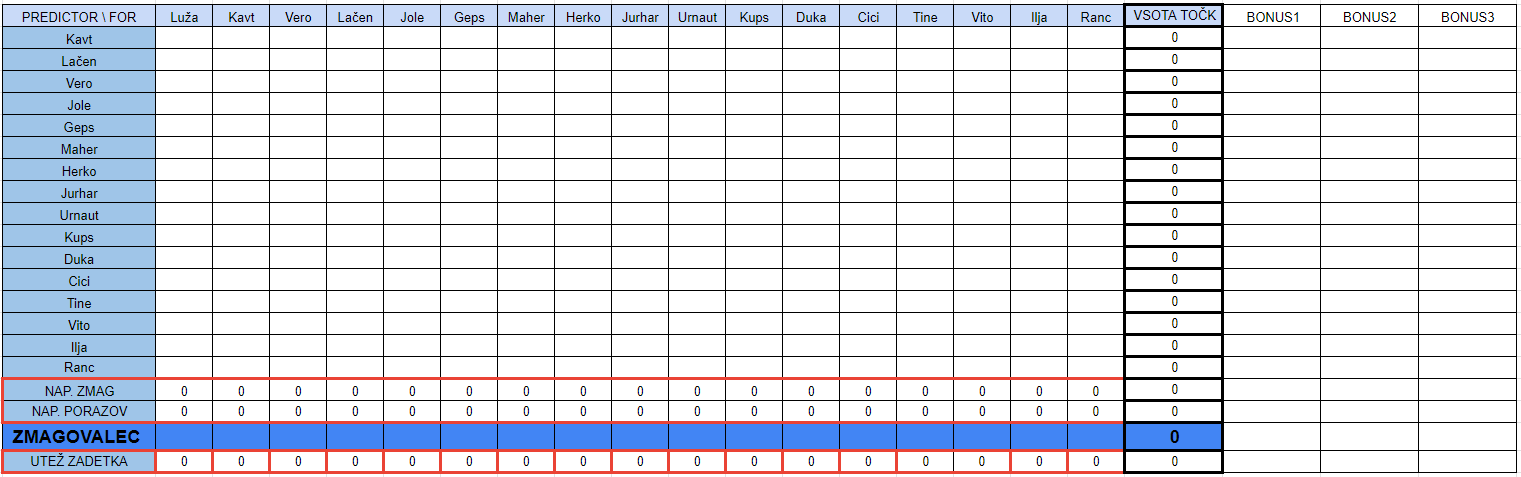 PREDICTOR \ FOR Luža Kavt Vero Lačen Jole Geps Maher Herko Jurhar Urnaut Kups Duka Cici Tine Vito Ilja Ranc VSOTA TOČK BONUS1 BONUS2 BONUS3
Kavt 0
Lačen 0
Vero 0
Jole 0
Geps 0
Maher 0
Herko 0
Jurhar 0
Urnaut 0
Kups 0
Duka 0
Cici 0
Tine 0
Vito 0
Ilja 0
Ranc 0
NAP. ZMAG 0 0 0 0 0 0 0 0 0 0 0 0 0 0 0 0 0 0
NAP. PORAZOV 0 0 0 0 0 0 0 0 0 0 0 0 0 0 0 0 0 0
ZMAGOVALEC 0
UTEŽ ZADETKA 0 0 0 0 0 0 0 0 0 0 0 0 0 0 0 0 0 0